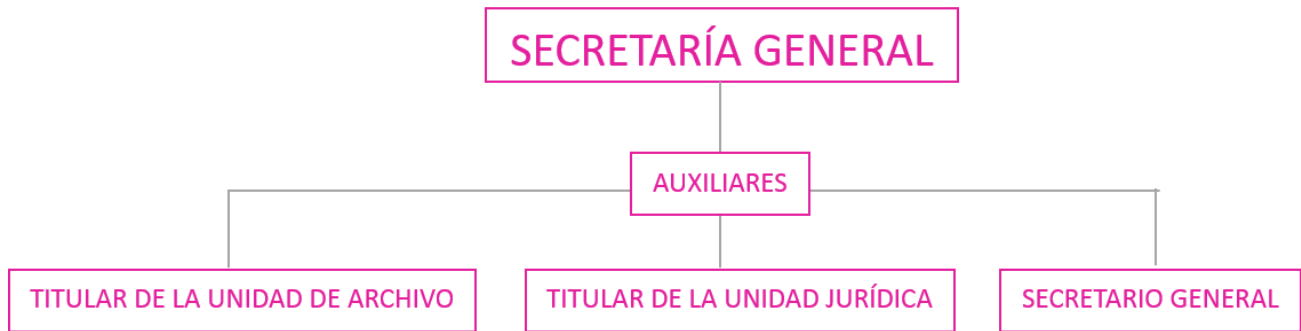 SECRETARÍA GENERAL
AUXILIARES
TITULAR DE LA UNIDAD DE ARCHIVO
TITULAR DE LA UNIDAD JURÍDICA
SECRETARIO GENERAL